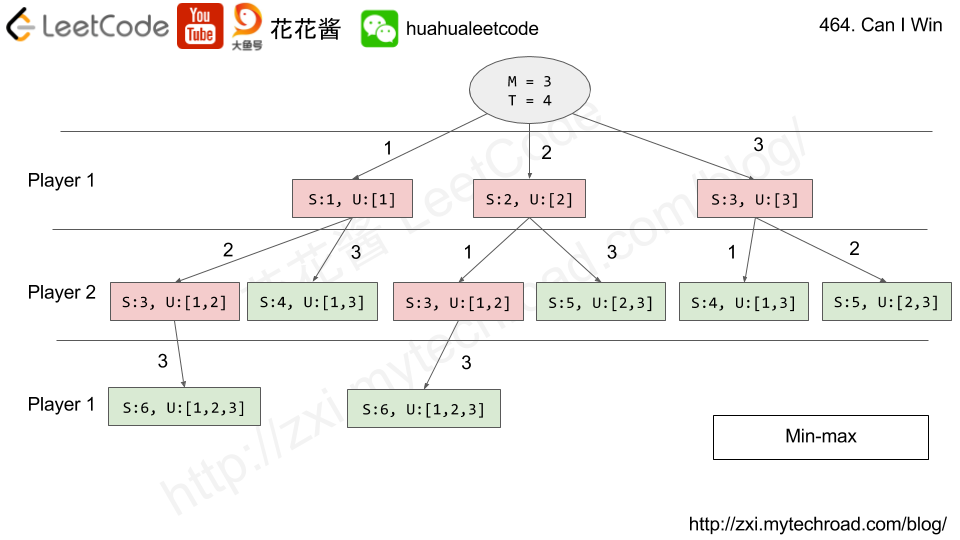 LeetCode
You
Tube
大鱼号
花花酱
huahualeetcode
464. Can I Win
M = 3
T = 4
1
2
3
Player 1
S:1, U:[1]
S:2, U:[2]
S:3, U:[3]
2
3
1
3
1
2
Player 2
S:3, U:[1,2]
S:4, U:[1,3]
S:3, U:[1,2]
S:5, U:[2,3]
S:4, U:[1,3]
S:5, U:[2,3]
3
3
Player 1
S:6, U:[1,2,3]
S:6, U:[1,2,3]
Min-max
花花酱 LeetCode
http://zxi.mytechroad.com/blog/
http://zxi.mytechroad.com/blog/